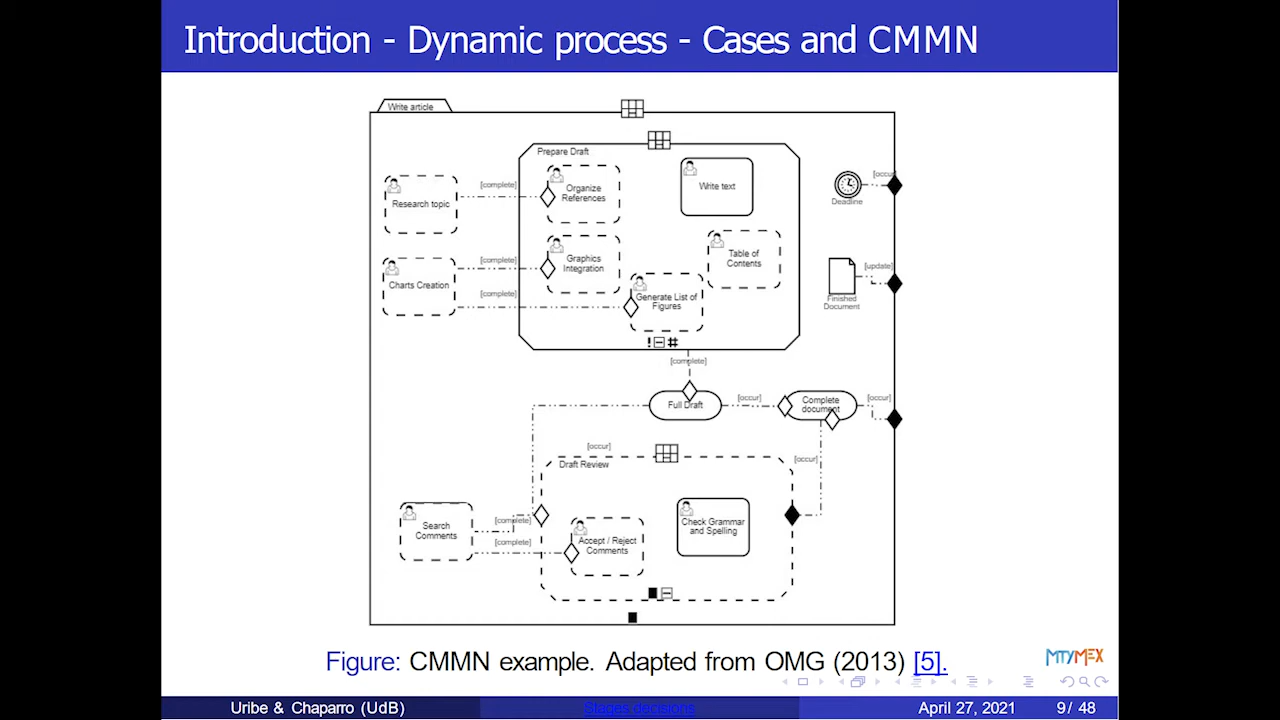 Introduction - Dynamic process - Cases and CMMN
Write article
Prepare Draft
Research topic
[complete]
Organize
References
Write text
[occur]
Deadline
Charts Creation
[complete]
[complete]
Graphics
Integration
Table of
Contents
Generate List of
Figures
[update]
Finished
Document
! #
[complete]
Full Draft
[occur]
Complete
document
[occur]
[occur]
Draft Review
[occur]
Search
Comments
[complete]
[complete]
Accept / Reject
Comments
Check Grammar
and Spelling
Figure: CMMN example. Adapted from OMG (2013) [5].
MTYMEX
Uribe & Chaparro (UdB)
Stages decisions
April 27, 2021
9/ 48